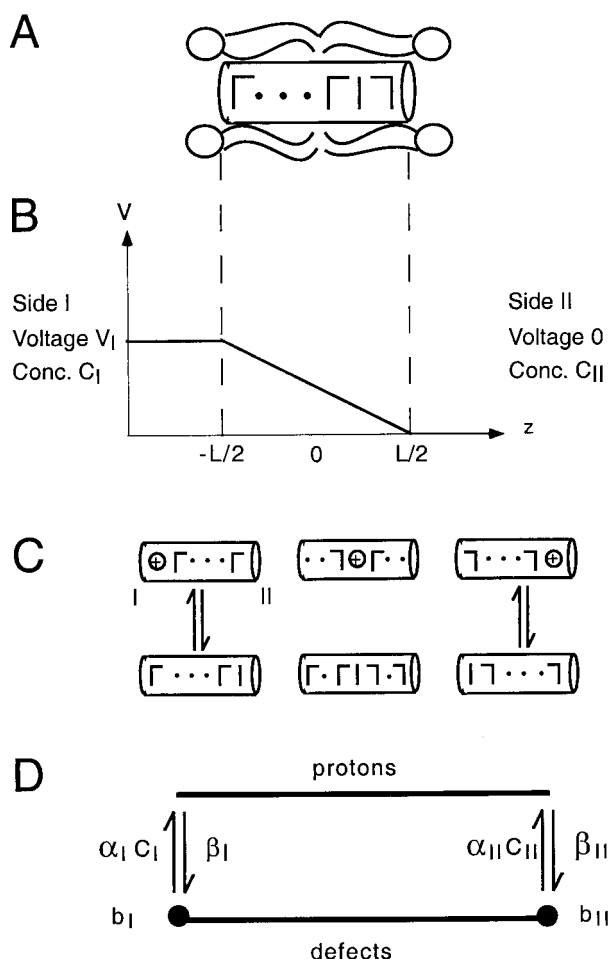 A
B
V
Side I
Voltage V_I
Conc. C_I
Side II
Voltage 0
Conc. C_II
z
-L/2 0 L/2
C
I II
D
protons
α_I C_I β_I α_II C_II β_II
b_I b_II
defects